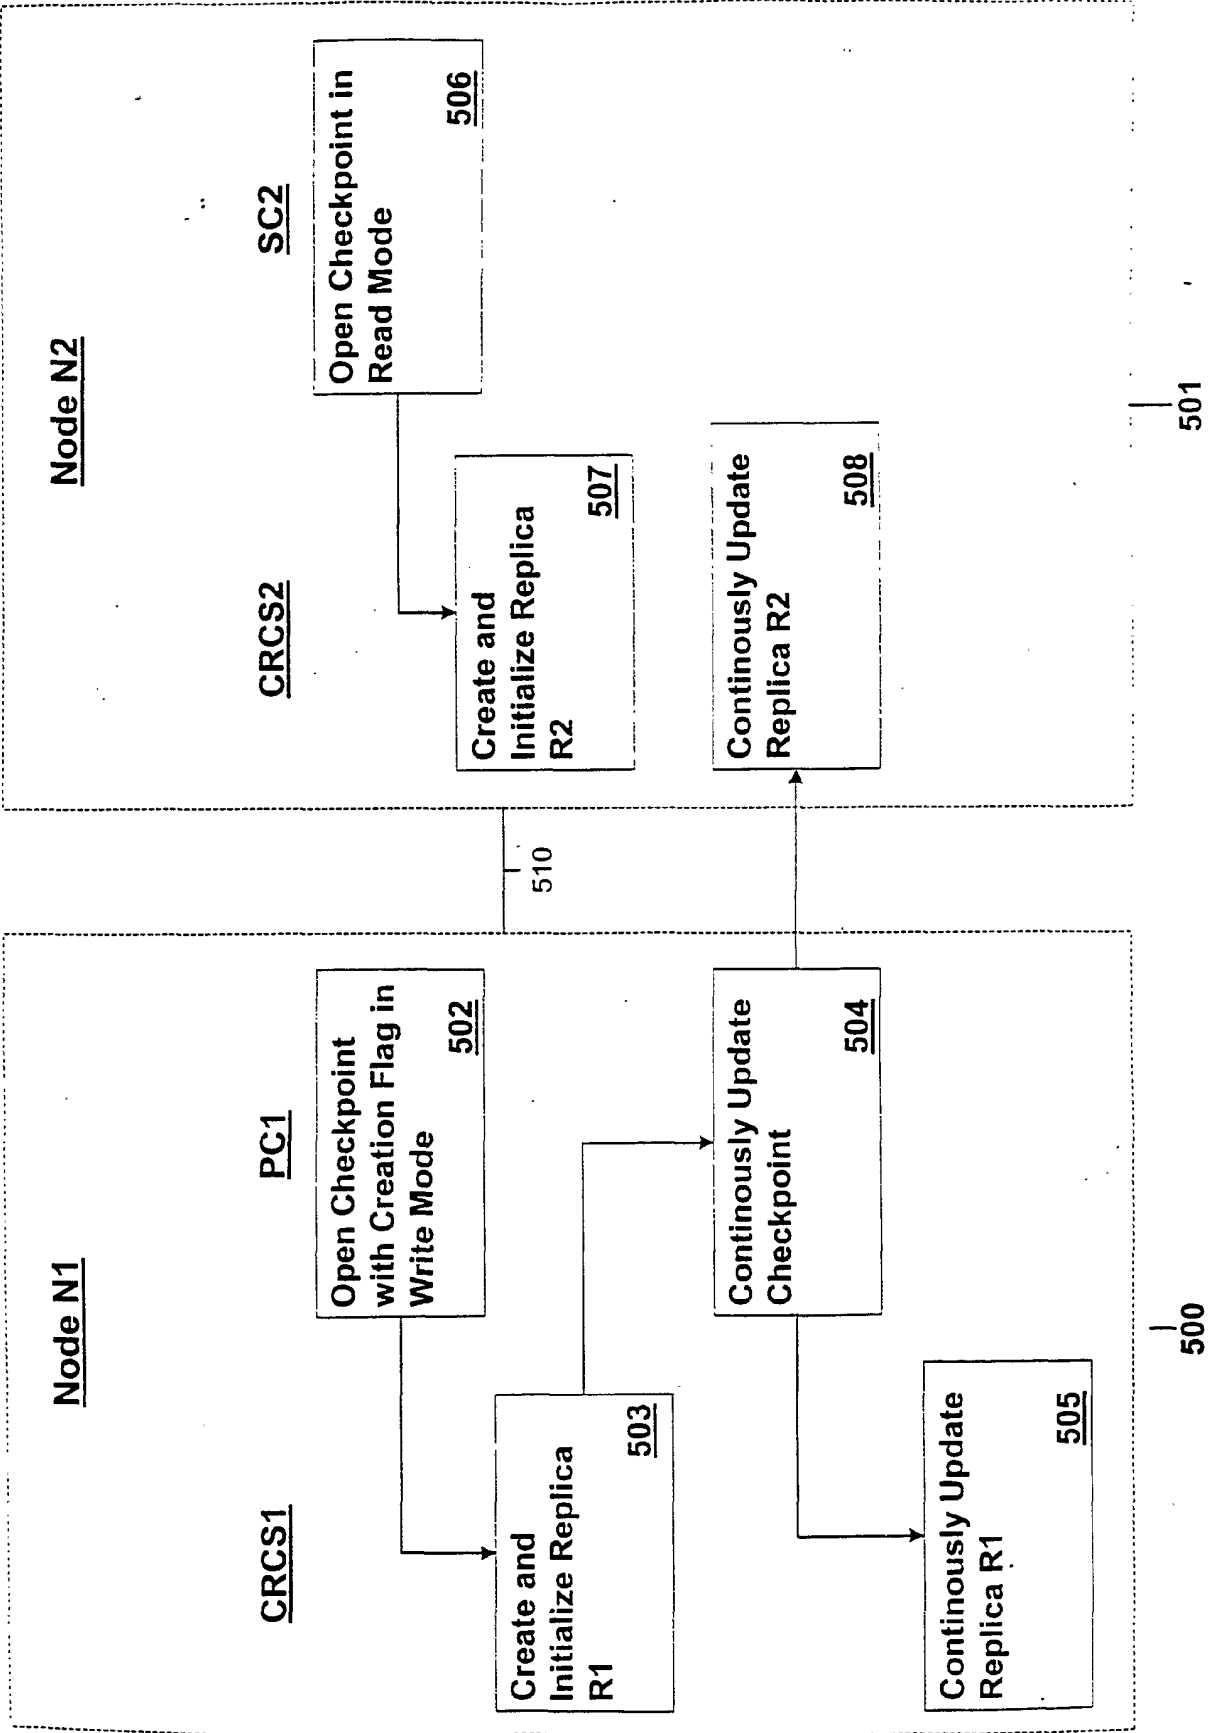 Node N1
CRCS1
PC1
Open Checkpoint
with Creation Flag in
Write Mode
502
Create and
Initialize Replica
R1
503
Continously Update
Checkpoint
504
Continously Update
Replica R1
505
500
510
Node N2
CRCS2
SC2
Open Checkpoint in
Read Mode
506
Create and
Initialize Replica
R2
507
Continously Update
Replica R2
508
501